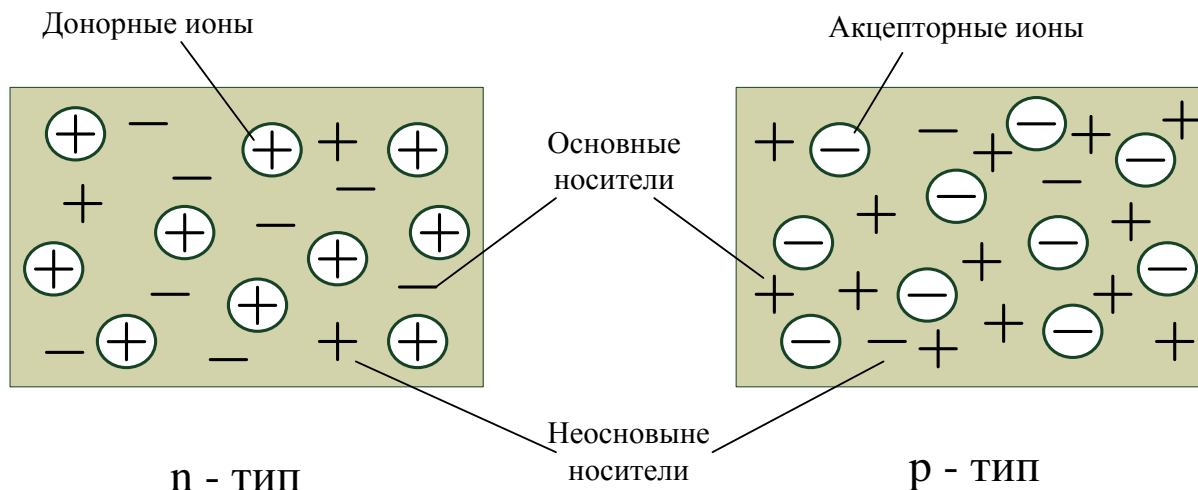 Донорные ионы
Акцепторные ионы
Основные
носители
Неосновыне
носители
n - тип
p - тип